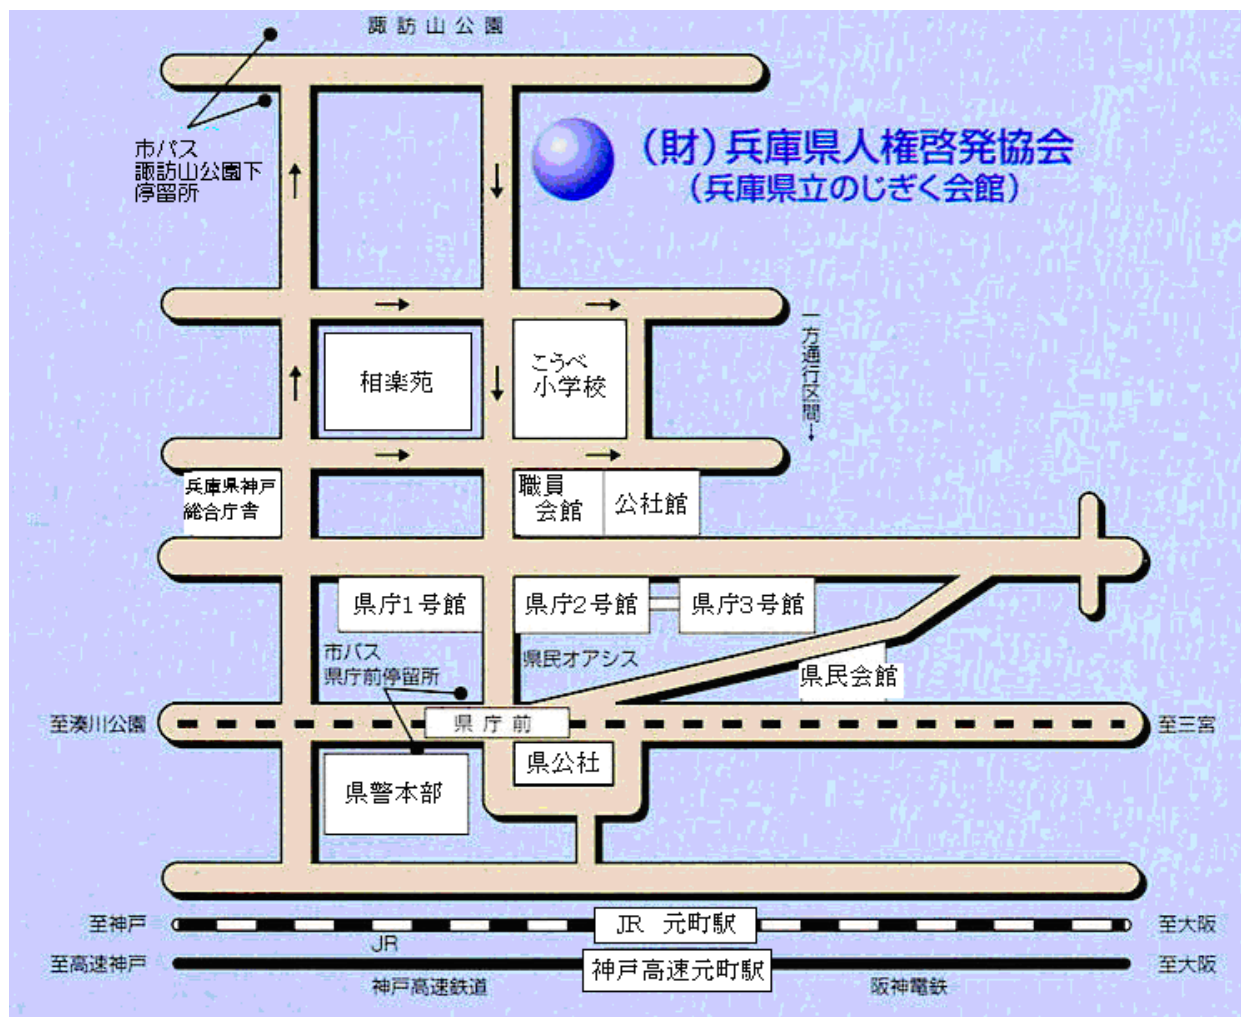 諏訪山公園
市バス
諏訪山公園下
停留所
(財)兵庫県人権啓発協会
(兵庫県立のじぎく会館)
一方通行区間→
相楽苑
こうべ
小学校
兵庫県神戸
総合庁舎
職員
会館
公社館
県庁1号館
県庁2号館
県庁3号館
市バス
県庁前停留所
県民オアシス
県民会館
至湊川公園
県庁前
至三宮
県公社
県警本部
至神戸
JR 元町駅
至大阪
JR
至高速神戸
神戸高速元町駅
至大阪
神戸高速鉄道
阪神電鉄